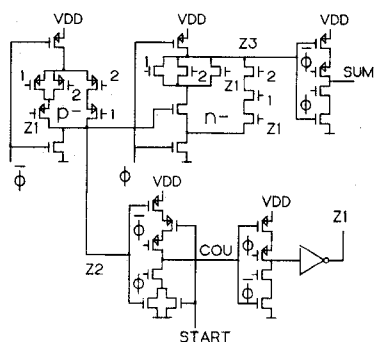 VDD
VDD
VDD
Z3
1
2
2
1
2
2
Z1
1
φ̄
SUM
Z1
p-
1
n-
Z1
φ
φ̄
φ
VDD
VDD
Z1
φ̄
φ
COU
φ
φ̄
Z2
START